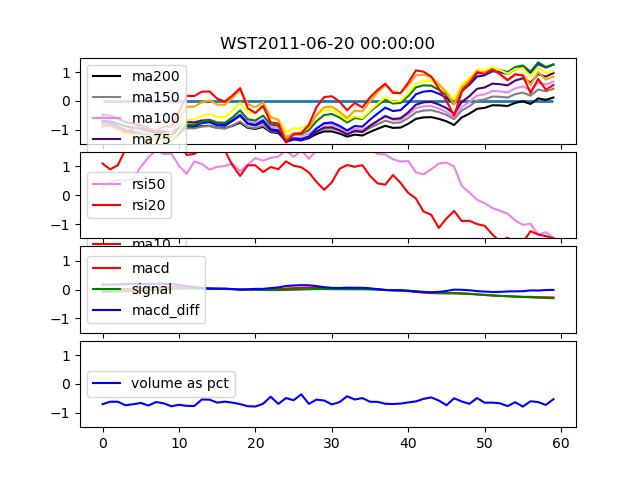 WST2011-06-20 00:00:00
1
0
−1
ma200
ma150
ma100
ma75
1
0
−1
rsi50
rsi20
ma10
1
0
−1
macd
signal
macd_diff
1
0
−1
volume as pct
0 10 20 30 40 50 60